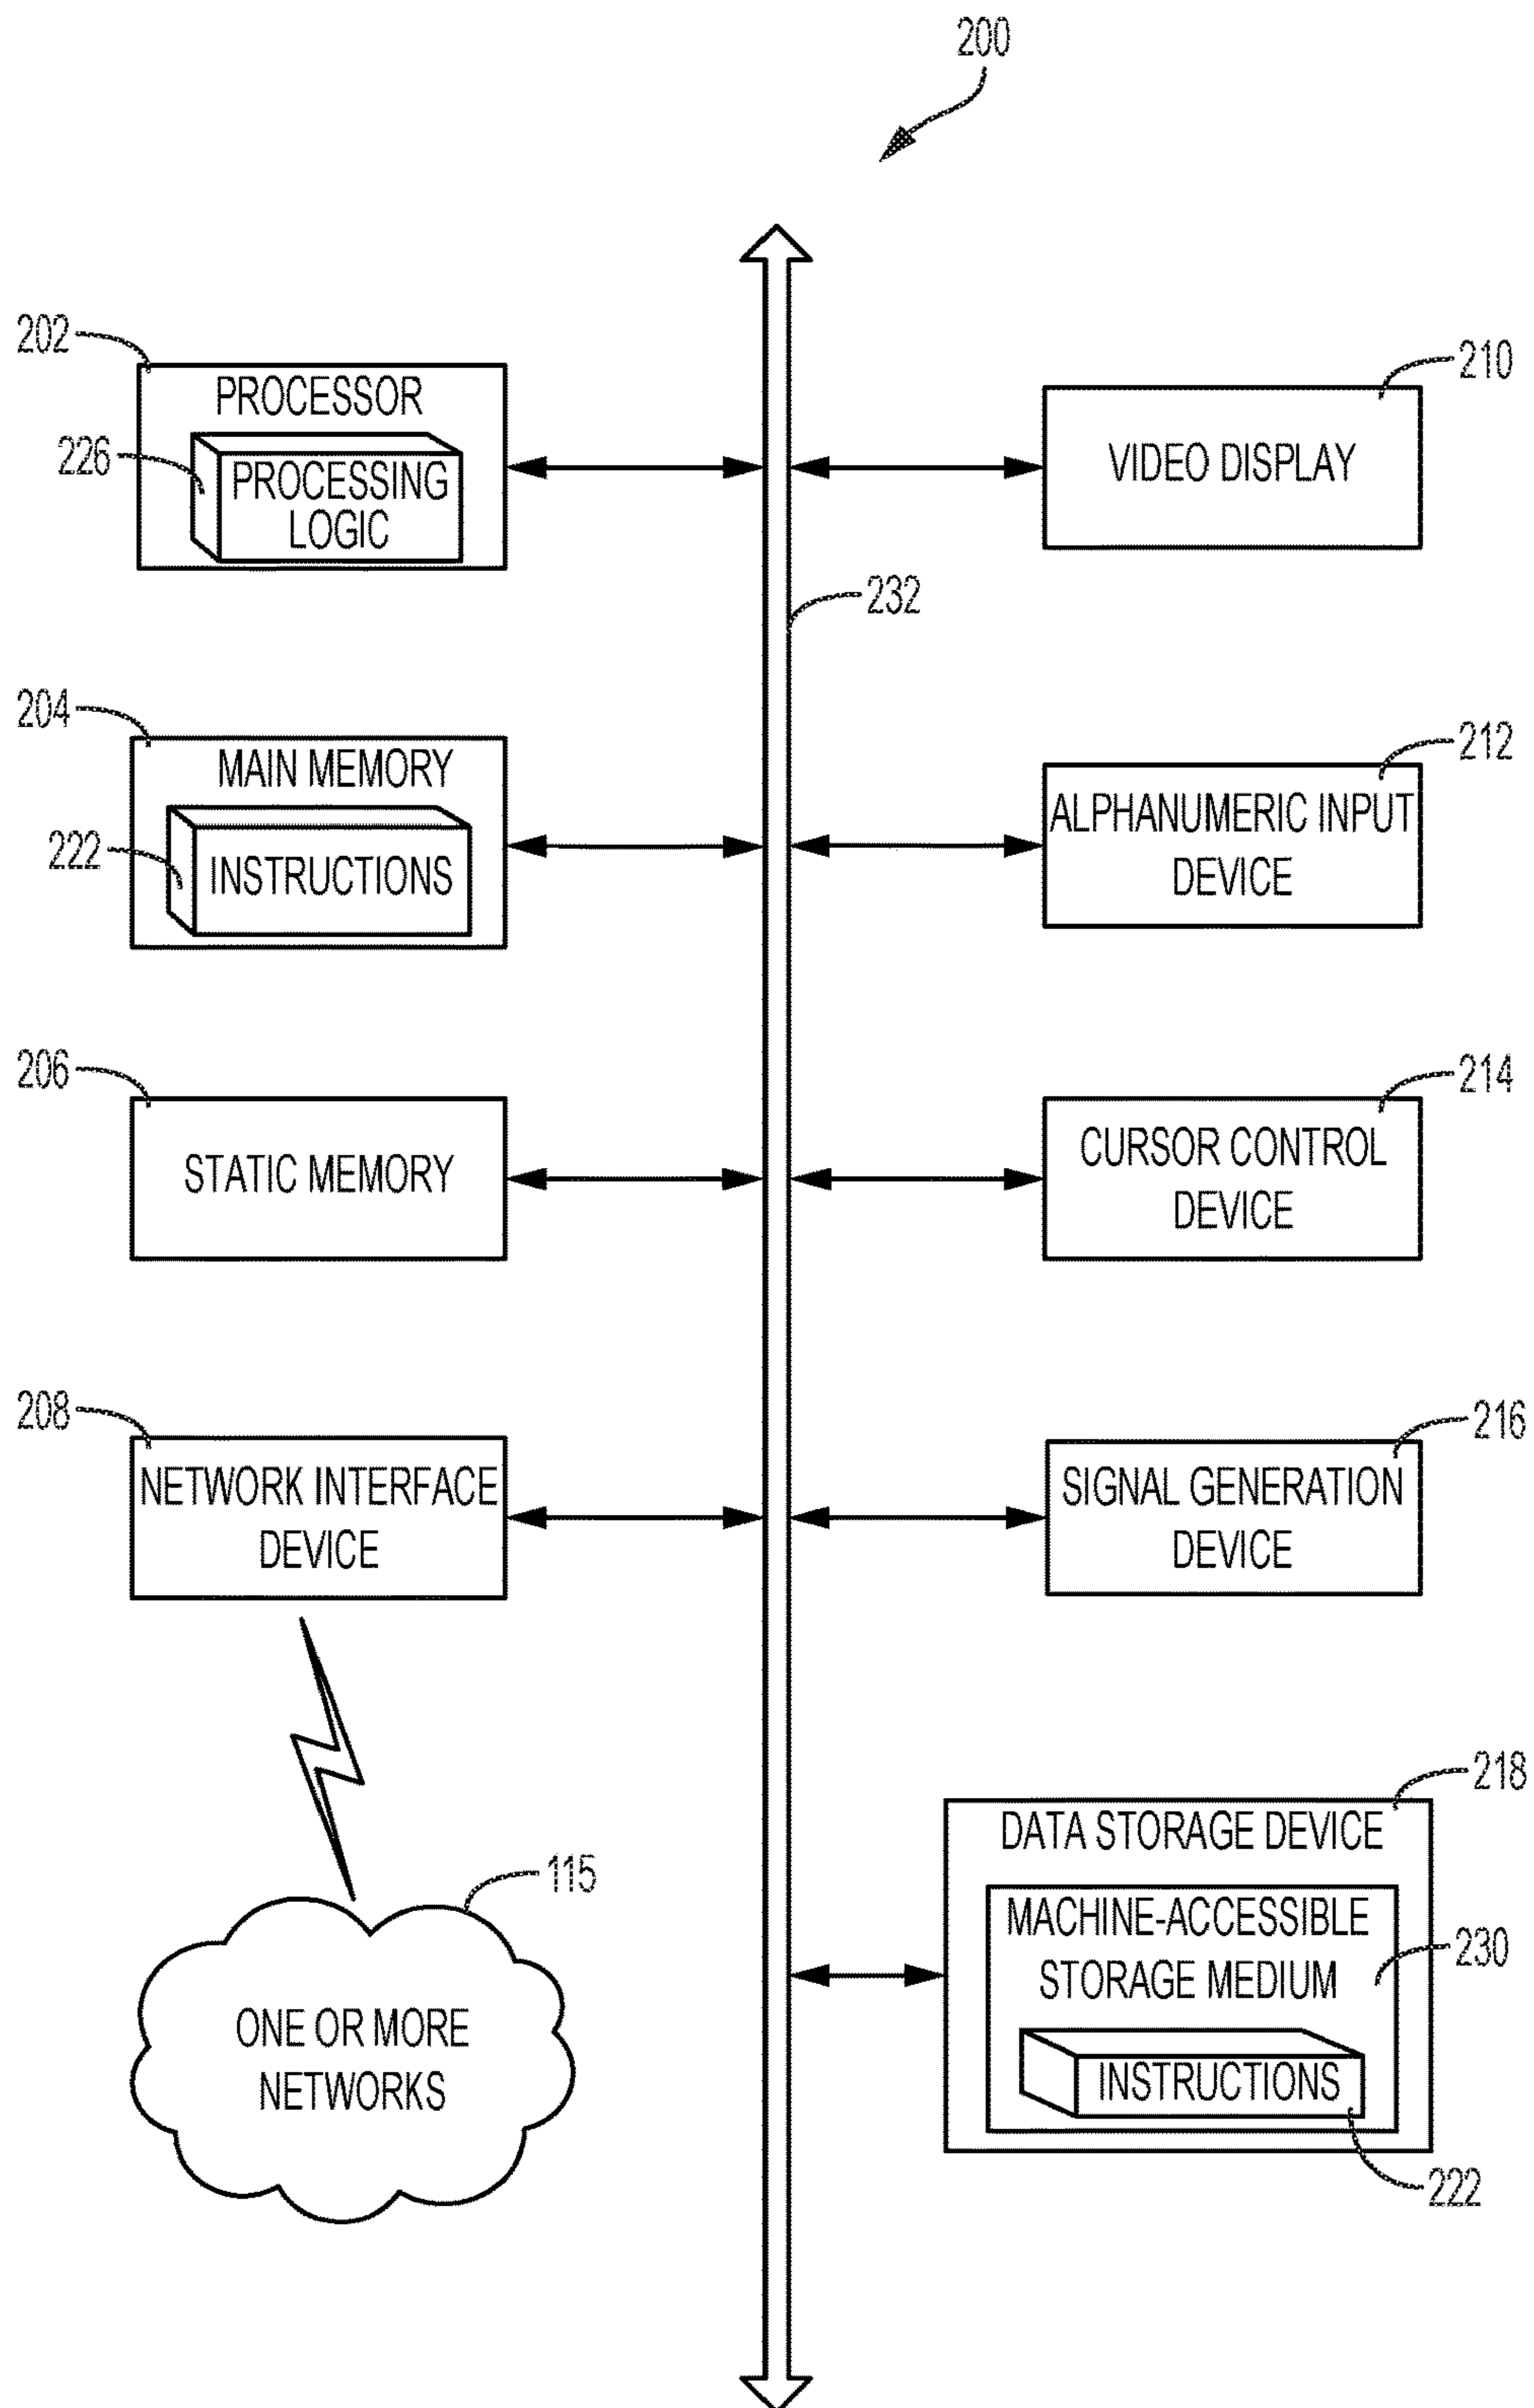 200
202
PROCESSOR
226
PROCESSING
LOGIC
210
VIDEO DISPLAY
232
204
MAIN MEMORY
222
INSTRUCTIONS
212
ALPHANUMERIC INPUT
DEVICE
206
STATIC MEMORY
214
CURSOR CONTROL
DEVICE
208
NETWORK INTERFACE
DEVICE
216
SIGNAL GENERATION
DEVICE
115
ONE OR MORE
NETWORKS
218
DATA STORAGE DEVICE
MACHINE-ACCESSIBLE
STORAGE MEDIUM
230
INSTRUCTIONS
222